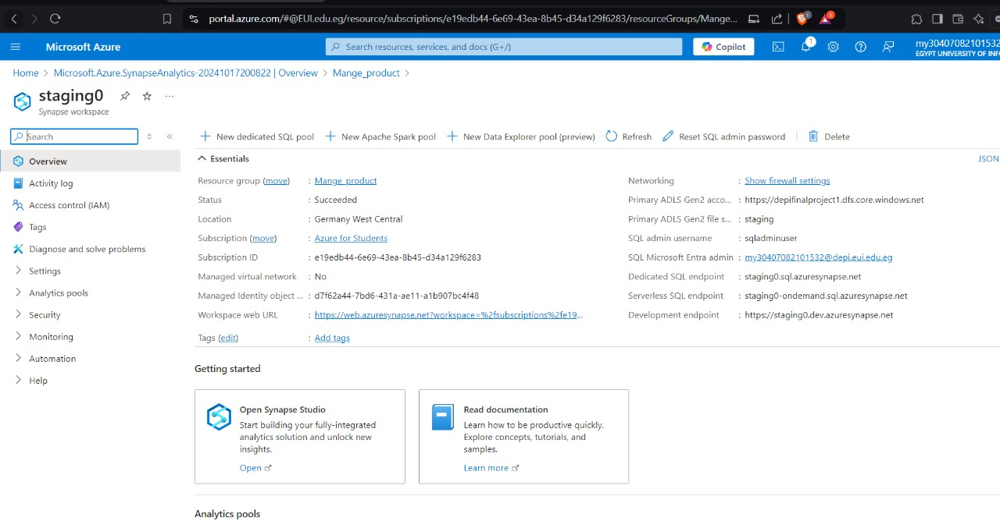 portal.azure.com/#@EUI.edu.eg/resource/subscriptions/e19edb44-6e69-43ea-8b45-d34a129f6283/resourceGroups/Mange...
1
1
Microsoft Azure
Search resources, services, and docs (G+/)
Copilot
1
my30407082101532
EGYPT UNIVERSITY OF INFO
Home > Microsoft.Azure.SynapseAnalytics-20241017200822 | Overview > Mange_product >
staging0
...
Synapse workspace
Search
New dedicated SQL pool
New Apache Spark pool
New Data Explorer pool (preview)
Refresh
Reset SQL admin password
Delete
Overview
Activity log
Access control (IAM)
Tags
Diagnose and solve problems
Settings
Analytics pools
Security
Monitoring
Automation
Help
Essentials
JSON
Resource group (move) : Mange_product
Status : Succeeded
Location : Germany West Central
Subscription (move) : Azure for Students
Subscription ID : e19edb44-6e69-43ea-8b45-d34a129f6283
Managed virtual network : No
Managed Identity object ... : d7f62a44-7bd6-431a-ae11-a1b907bc4f48
Workspace web URL : https://web.azuresynapse.net?workspace=%2fsubscriptions%2fe19...
Tags (edit) : Add tags
Networking : Show firewall settings
Primary ADLS Gen2 acco... : https://depifinalproject1.dfs.core.windows.net
Primary ADLS Gen2 file s... : staging
SQL admin username : sqladminuser
SQL Microsoft Entra admin : my30407082101532@depi.eui.edu.eg
Dedicated SQL endpoint : staging0.sql.azuresynapse.net
Serverless SQL endpoint : staging0-ondemand.sql.azuresynapse.net
Development endpoint : https://staging0.dev.azuresynapse.net
Getting started
Open Synapse Studio
Start building your fully-integrated
analytics solution and unlock new
insights.
Open
Read documentation
Learn how to be productive quickly.
Explore concepts, tutorials, and
samples.
Learn more
Analytics pools